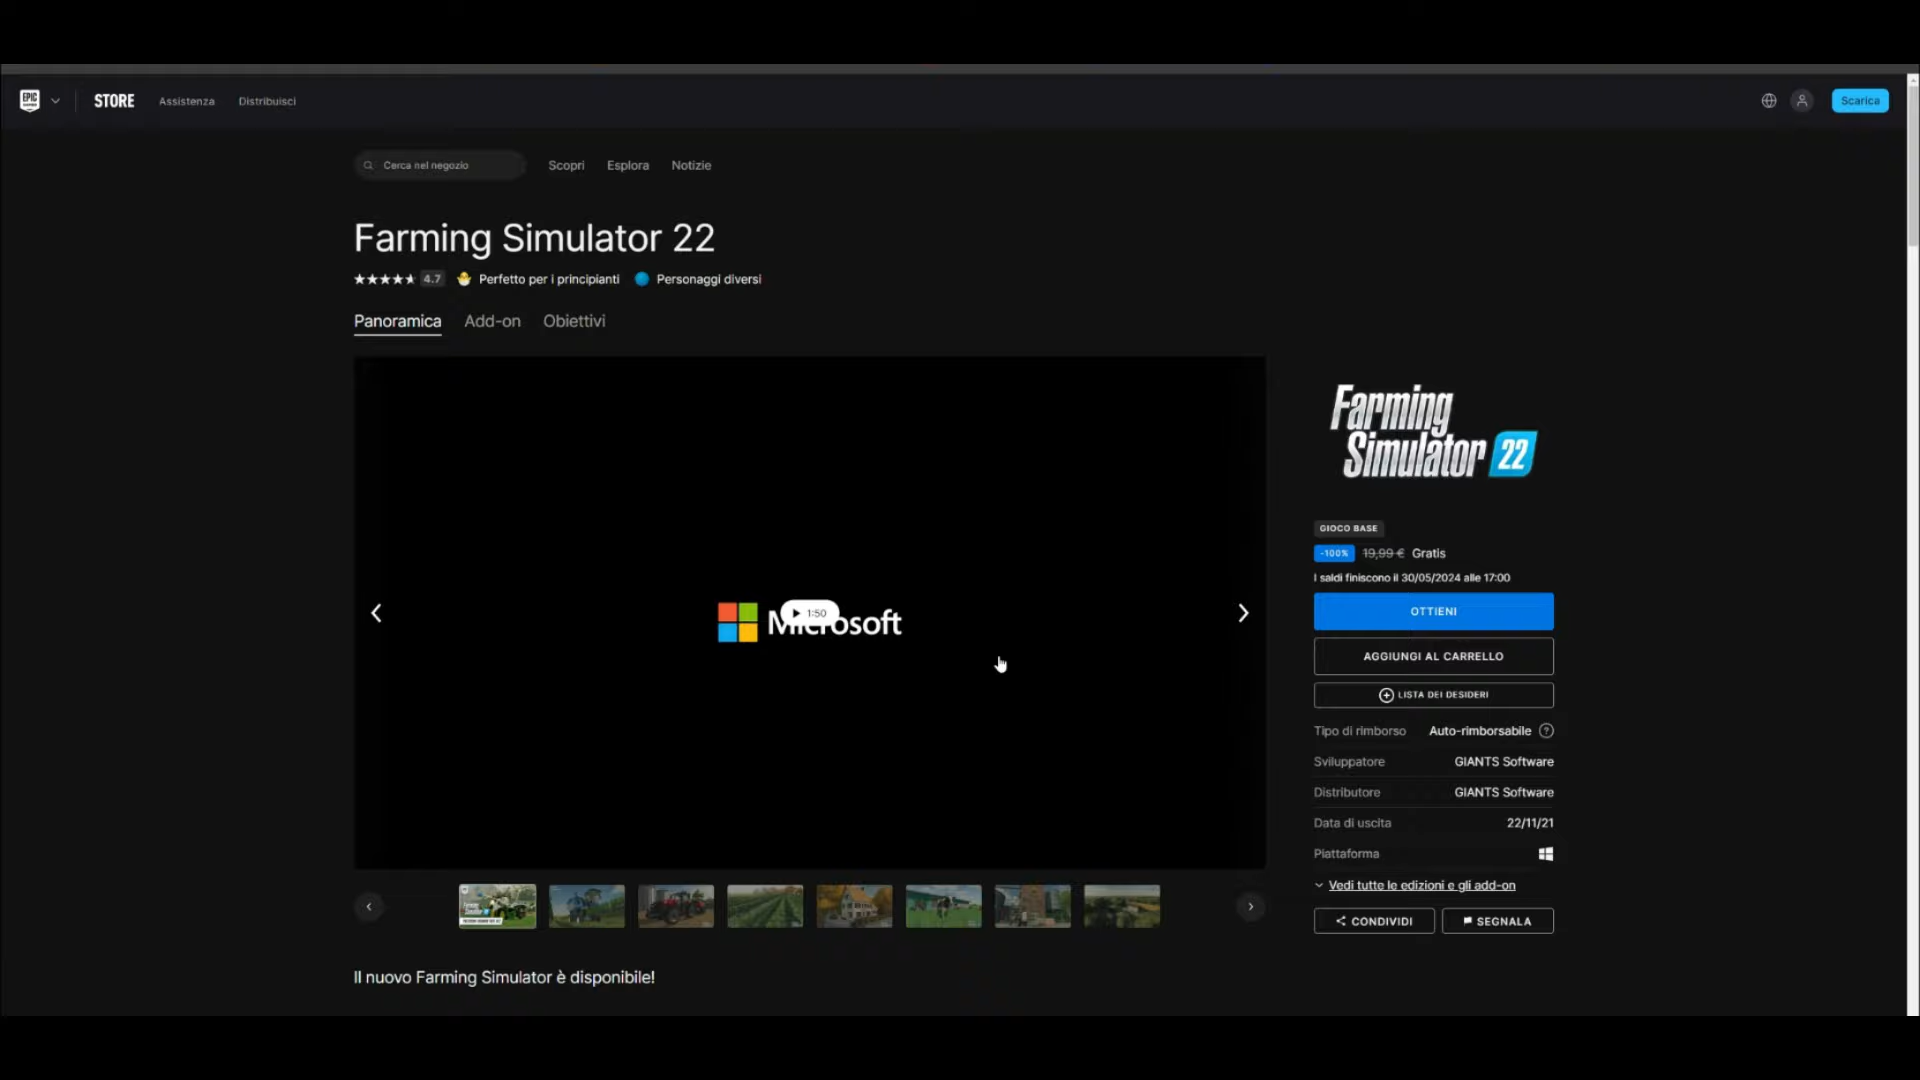 EPIC GAMES
STORE
Assistenza
Distribuisci
Scarica
Cerca nel negozio
Scopri
Esplora
Notizie
Farming Simulator 22
4.7
Perfetto per i principianti
Personaggi diversi
Panoramica
Add-on
Obiettivi
1:50
Microsoft
Farming
Simulator 22
GIOCO BASE
-100% 19,99 € Gratis
I saldi finiscono il 30/05/2024 alle 17:00
OTTIENI
AGGIUNGI AL CARRELLO
LISTA DEI DESIDERI
Tipo di rimborso Auto-rimborsabile
Sviluppatore GIANTS Software
Distributore GIANTS Software
Data di uscita 22/11/21
Piattaforma
Vedi tutte le edizioni e gli add-on
CONDIVIDI
SEGNALA
Il nuovo Farming Simulator è disponibile!